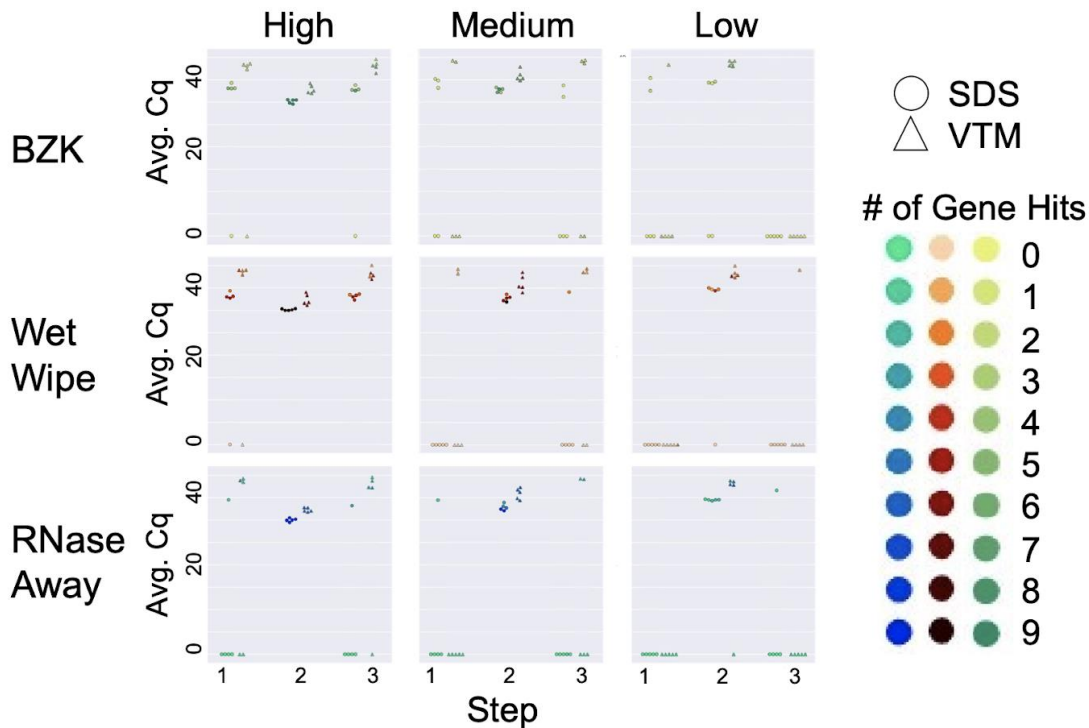 High Medium Low
BZK
Avg. Cq
40
20
0
Wet
Wipe
Avg. Cq
40
20
0
RNase
Away
Avg. Cq
40
20
0
1 2 3 1 2 3 1 2 3
Step
SDS
VTM
# of Gene Hits
0
1
2
3
4
5
6
7
8
9